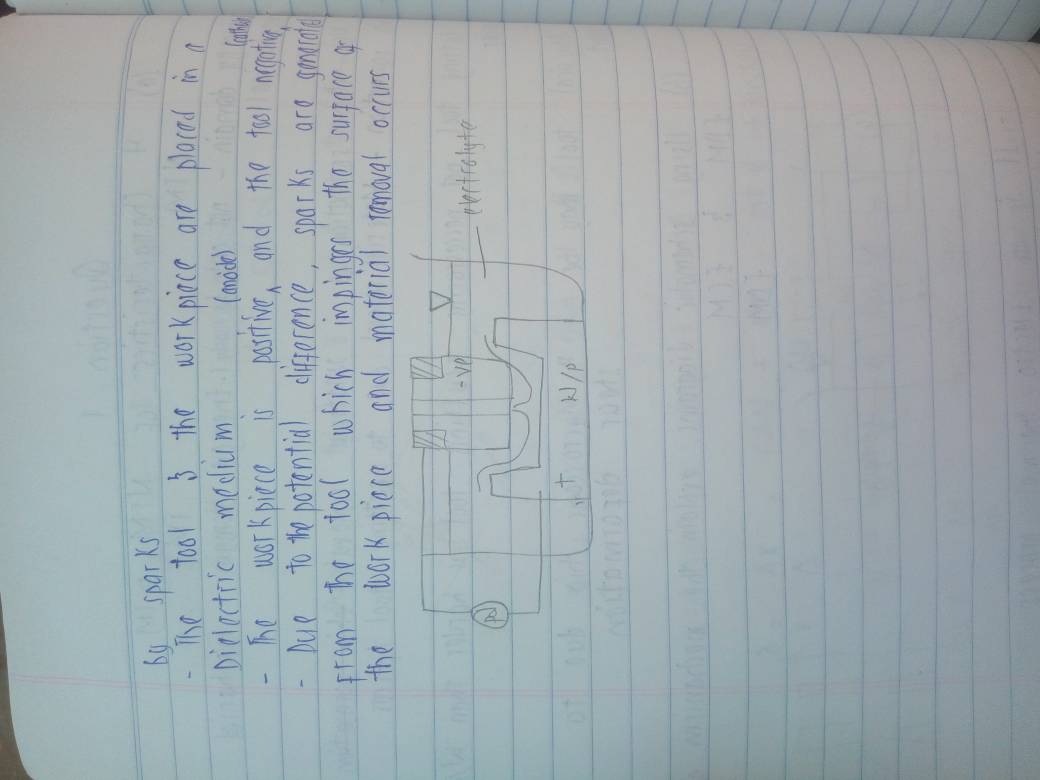 by sparks
- The tool & the workpiece are placed in a
Dielectric medium (anode) (cathode
- The workpiece is positive, and the tool negative,
- Due to the potential difference, sparks are generated
from the tool which impinges the surface of
the workpiece and material removal occurs
-ve
electrolyte
+ W/P